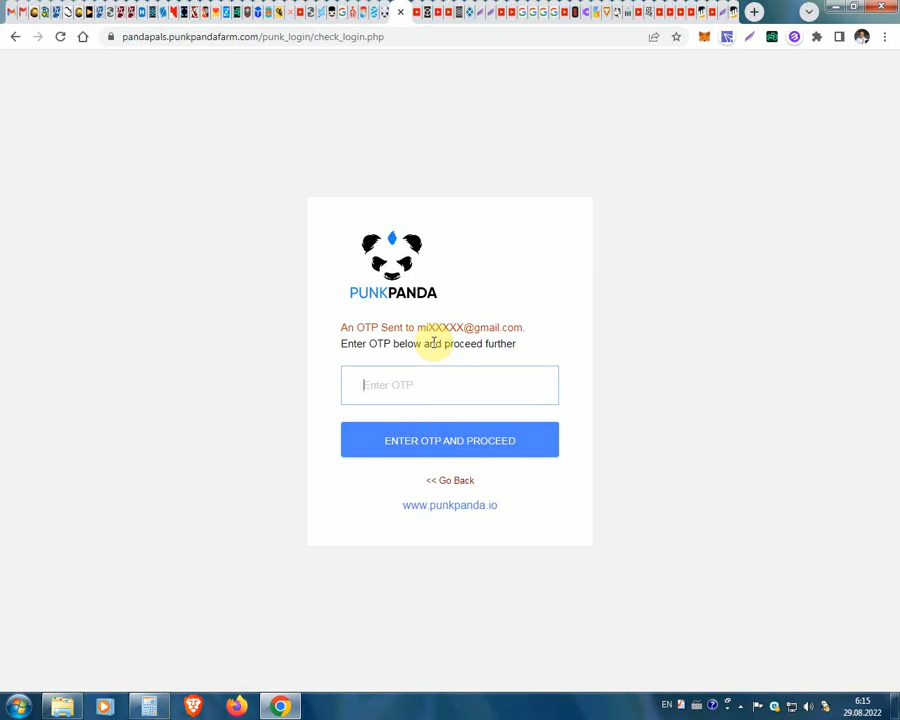 pandapals.punkpandafarm.com/punk_login/check_login.php
PUNKPANDA
An OTP Sent to miXXXXX@gmail.com.
Enter OTP below and proceed further
Enter OTP
ENTER OTP AND PROCEED
<< Go Back
www.punkpanda.io
EN
6:15
29.08.2022